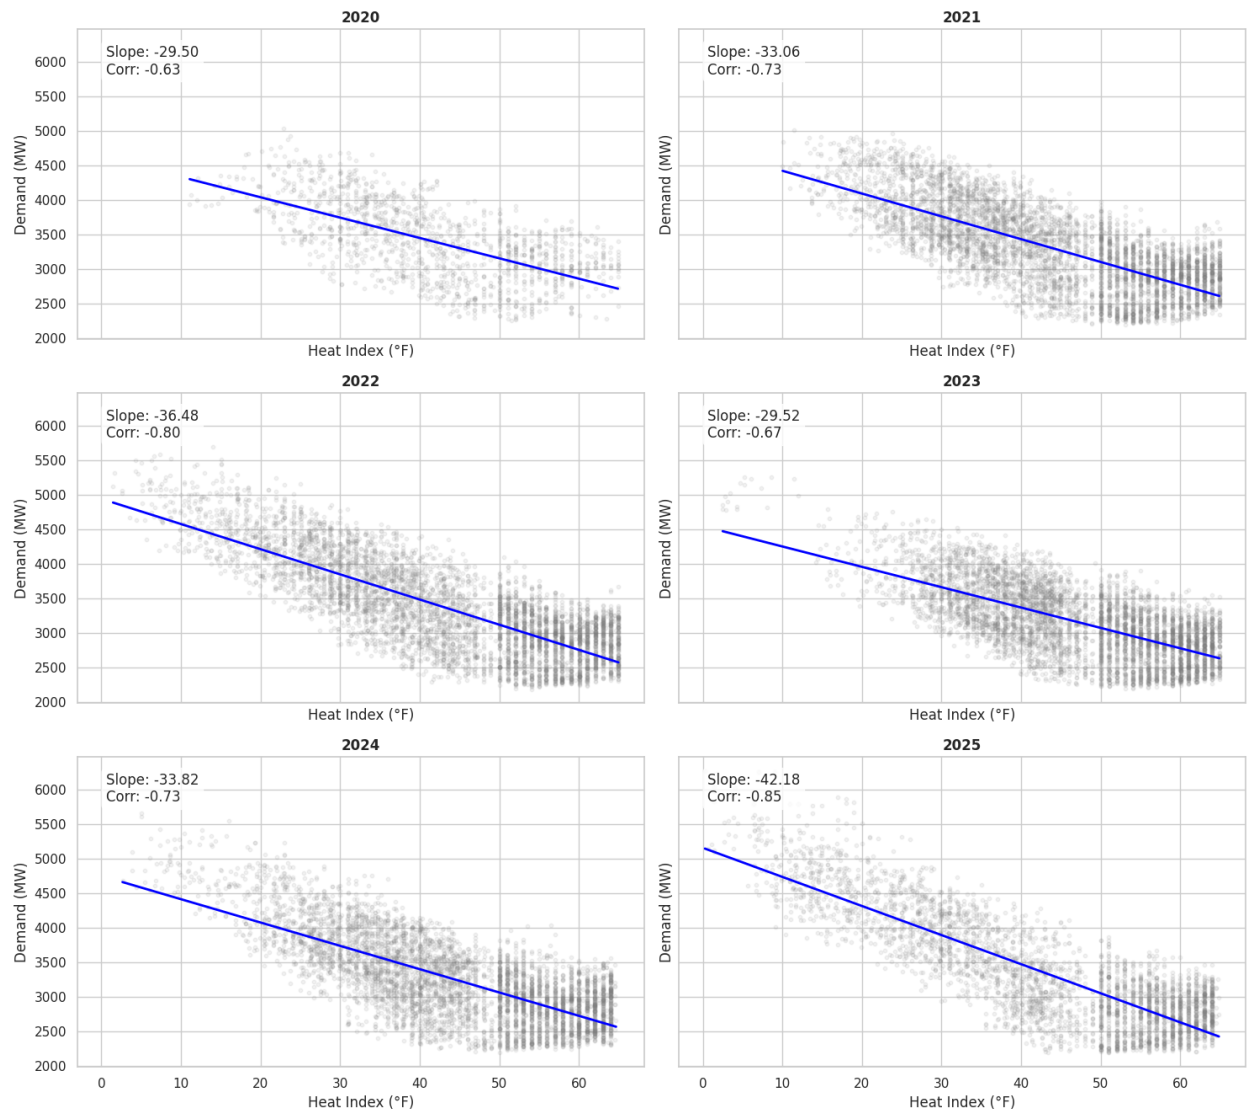 2020
Slope: -29.50
Corr: -0.63
6000
5500
5000
4500
4000
3500
3000
2500
2000
Demand (MW)
Heat Index (°F)
2021
Slope: -33.06
Corr: -0.73
Demand (MW)
Heat Index (°F)
2022
Slope: -36.48
Corr: -0.80
6000
5500
5000
4500
4000
3500
3000
2500
2000
Demand (MW)
Heat Index (°F)
2023
Slope: -29.52
Corr: -0.67
Demand (MW)
Heat Index (°F)
2024
Slope: -33.82
Corr: -0.73
6000
5500
5000
4500
4000
3500
3000
2500
2000
Demand (MW)
0 10 20 30 40 50 60
Heat Index (°F)
2025
Slope: -42.18
Corr: -0.85
Demand (MW)
0 10 20 30 40 50 60
Heat Index (°F)